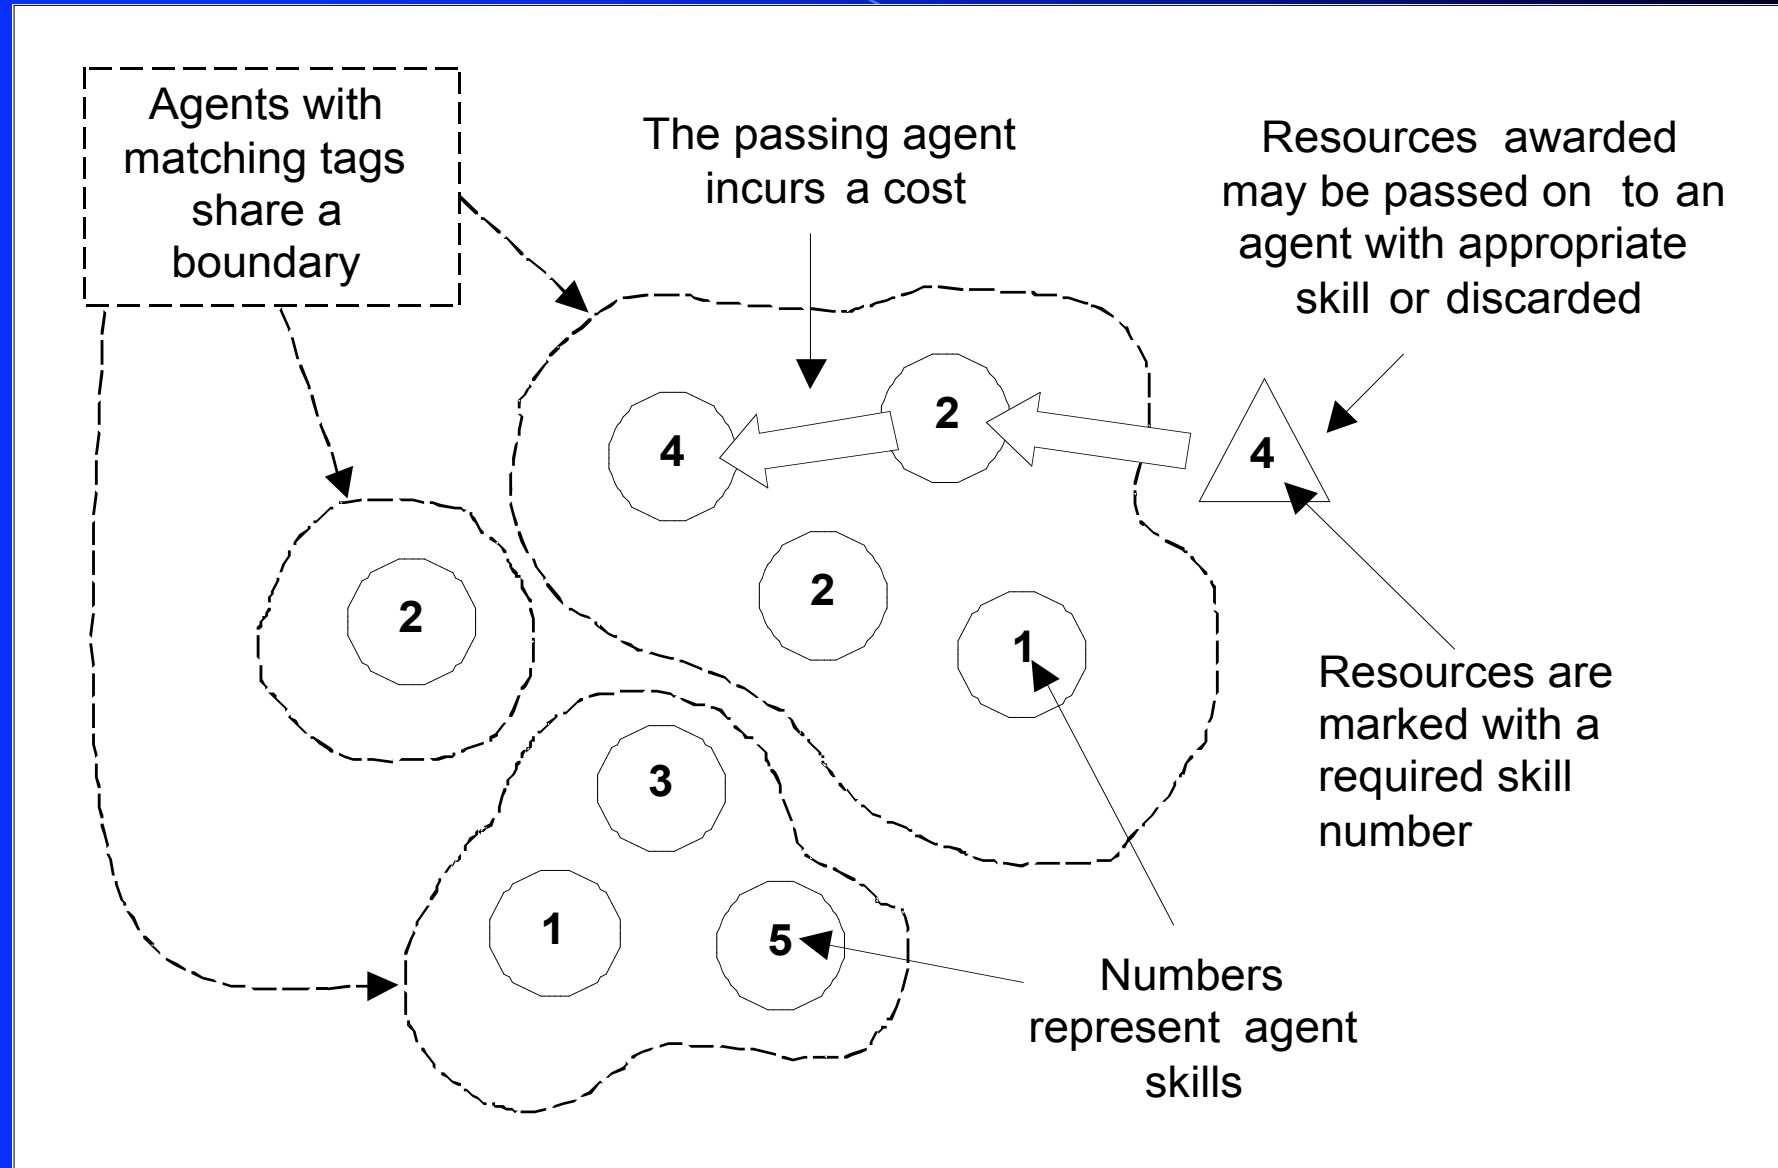 Agents with
matching tags
share a
boundary
The passing agent
incurs a cost
Resources awarded
may be passed on to an
agent with appropriate
skill or discarded
4
2
4
2
2
1
3
1
5
Resources are
marked with a
required skill
number
Numbers
represent agent
skills